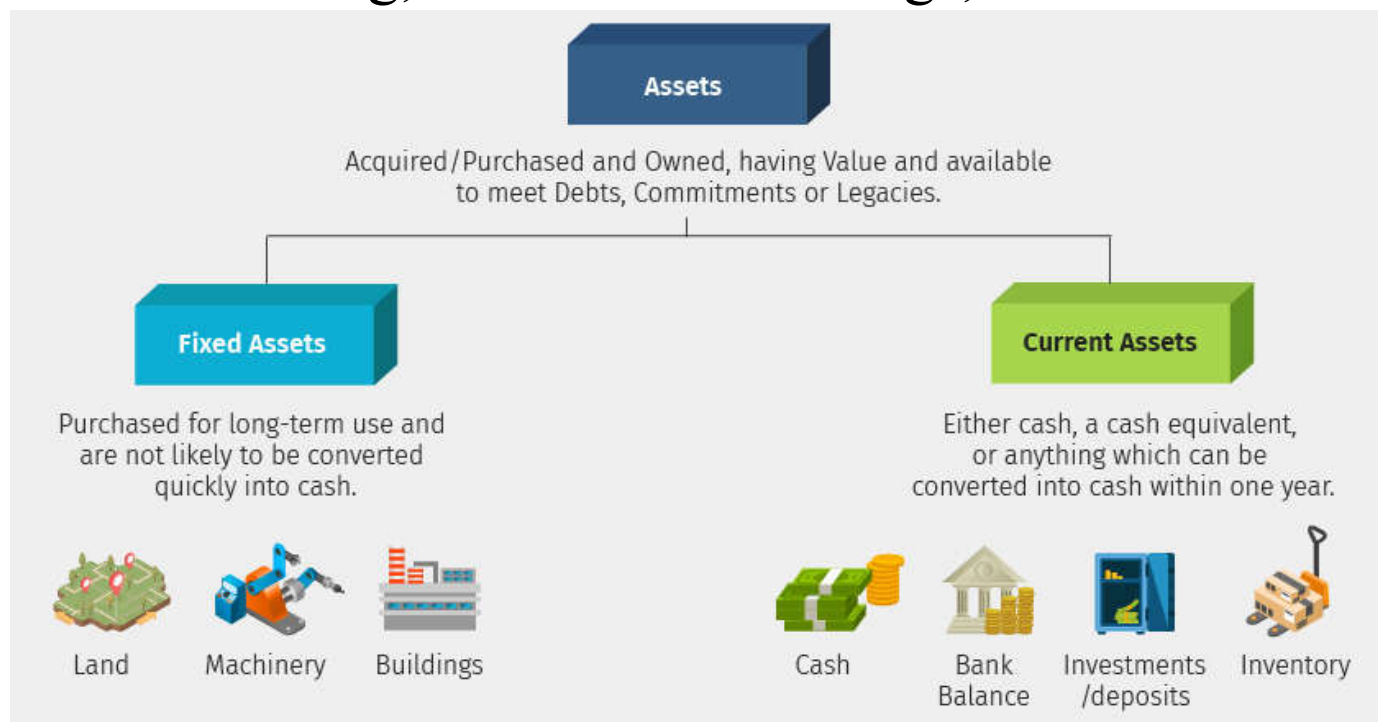 Assets
Acquired/Purchased and Owned, having Value and available
to meet Debts, Commitments or Legacies.
Fixed Assets
Purchased for long-term use and
are not likely to be converted
quickly into cash.
Land
Machinery
Buildings
Current Assets
Either cash, a cash equivalent,
or anything which can be
converted into cash within one year.
Cash
Bank
Balance
Investments
/deposits
Inventory